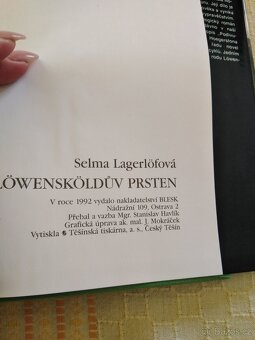 Selma Lagerlöfová
LÖWENSKÖLDŮV PRSTEN
V roce 1992 vydalo nakladatelství BLESK
Nádražní 109, Ostrava 2
Přebal a vazba Mgr. Stanislav Havlík
Grafická úprava ak. mal. J. Mokráček
Vytiskla Těšínská tiskárna, a. s., Český Těšín